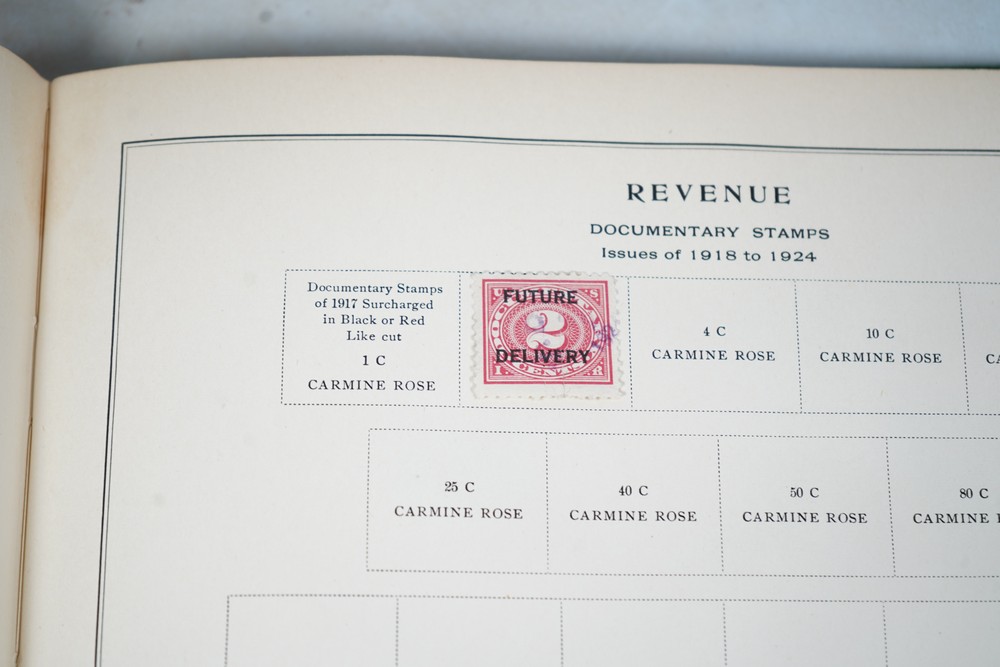 REVENUE
DOCUMENTARY STAMPS
Issues of 1918 to 1924
Documentary Stamps
of 1917 Surcharged
in Black or Red
Like cut
1 C
CARMINE ROSE
FUTURE
2
DELIVERY
CENTS
4 C
CARMINE ROSE
10 C
CARMINE ROSE
25 C
CARMINE ROSE
40 C
CARMINE ROSE
50 C
CARMINE ROSE
80 C
CARMINE